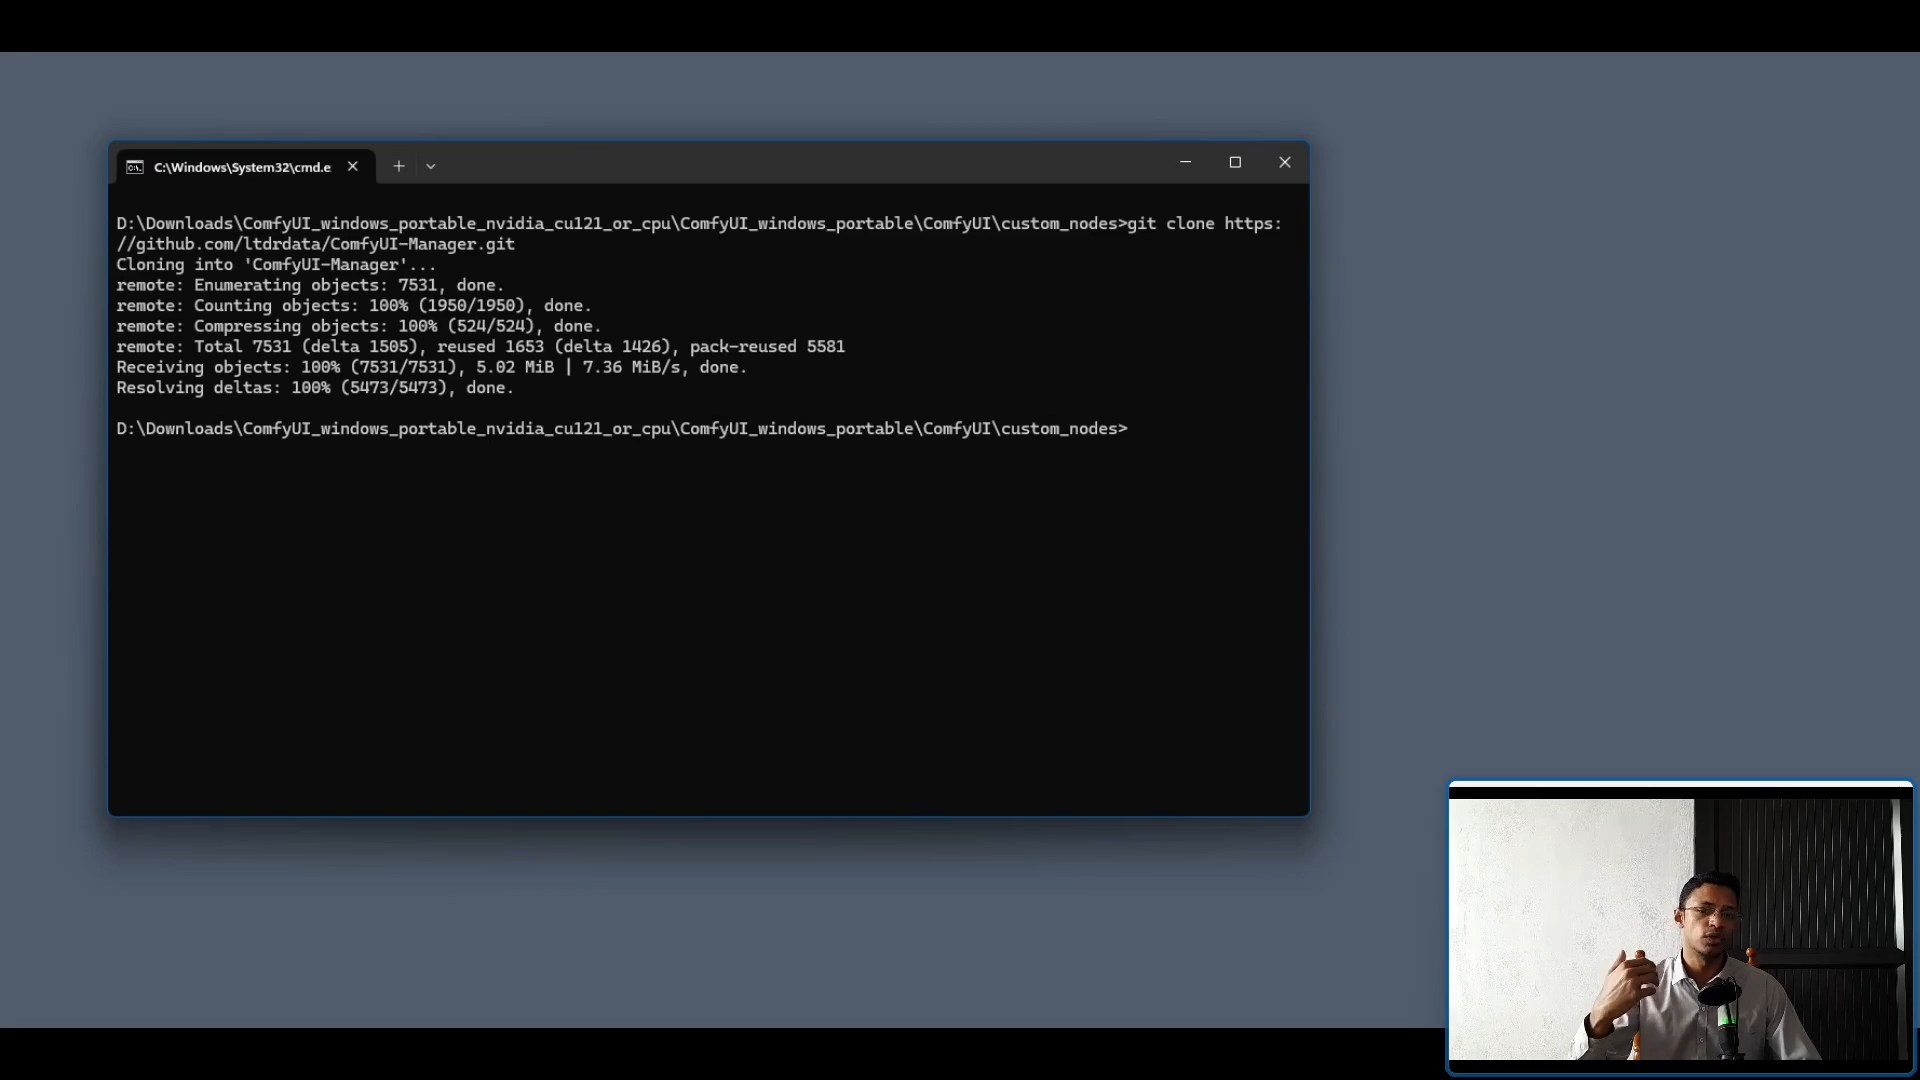 C:\Windows\System32\cmd.e
D:\Downloads\ComfyUI_windows_portable_nvidia_cu121_or_cpu\ComfyUI_windows_portable\ComfyUI\custom_nodes>git clone https:
//github.com/ltdrdata/ComfyUI-Manager.git
Cloning into 'ComfyUI-Manager'...
remote: Enumerating objects: 7531, done.
remote: Counting objects: 100% (1950/1950), done.
remote: Compressing objects: 100% (524/524), done.
remote: Total 7531 (delta 1505), reused 1653 (delta 1426), pack-reused 5581
Receiving objects: 100% (7531/7531), 5.02 MiB | 7.36 MiB/s, done.
Resolving deltas: 100% (5473/5473), done.
D:\Downloads\ComfyUI_windows_portable_nvidia_cu121_or_cpu\ComfyUI_windows_portable\ComfyUI\custom_nodes>